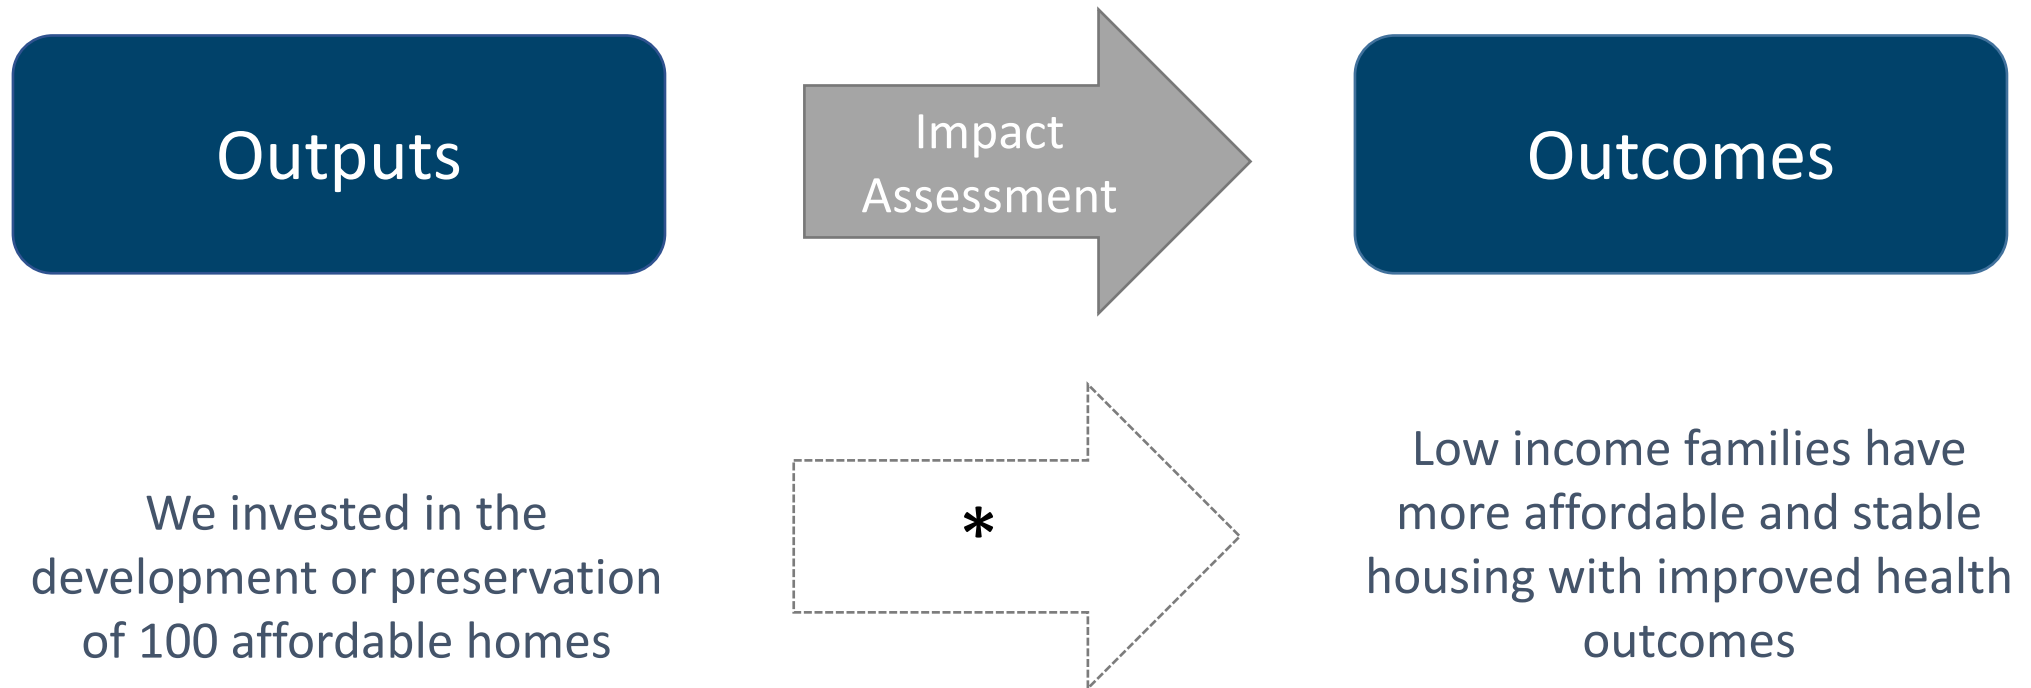 Outputs
Impact
Assessment
Outcomes
We invested in the
development or preservation
of 100 affordable homes
*
Low income families have
more affordable and stable
housing with improved health
outcomes